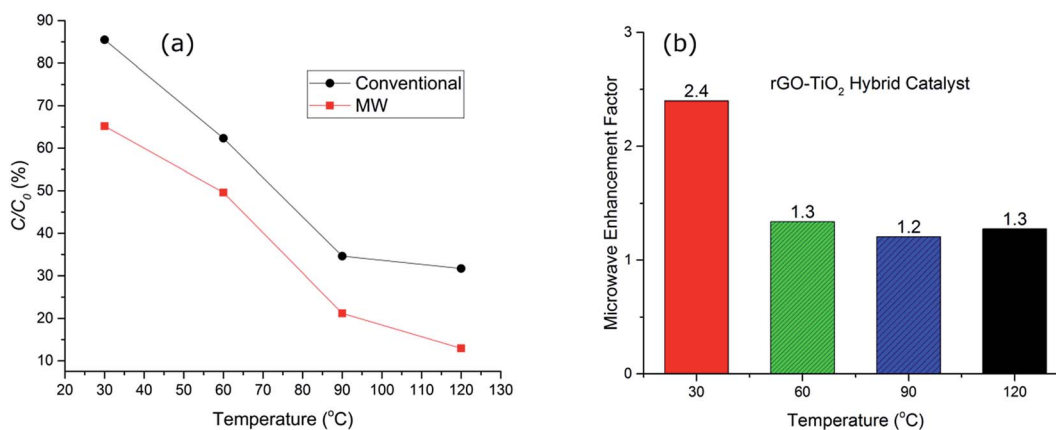 (a)
Conventional
MW
C/C₀ (%)
90
80
70
60
50
40
30
20
10
20 30 40 50 60 70 80 90 100 110 120 130
Temperature (°C)
(b)
rGO-TiO₂ Hybrid Catalyst
Microwave Enhancement Factor
3
2
1
0
2.4
1.3
1.2
1.3
30 60 90 120
Temperature (°C)